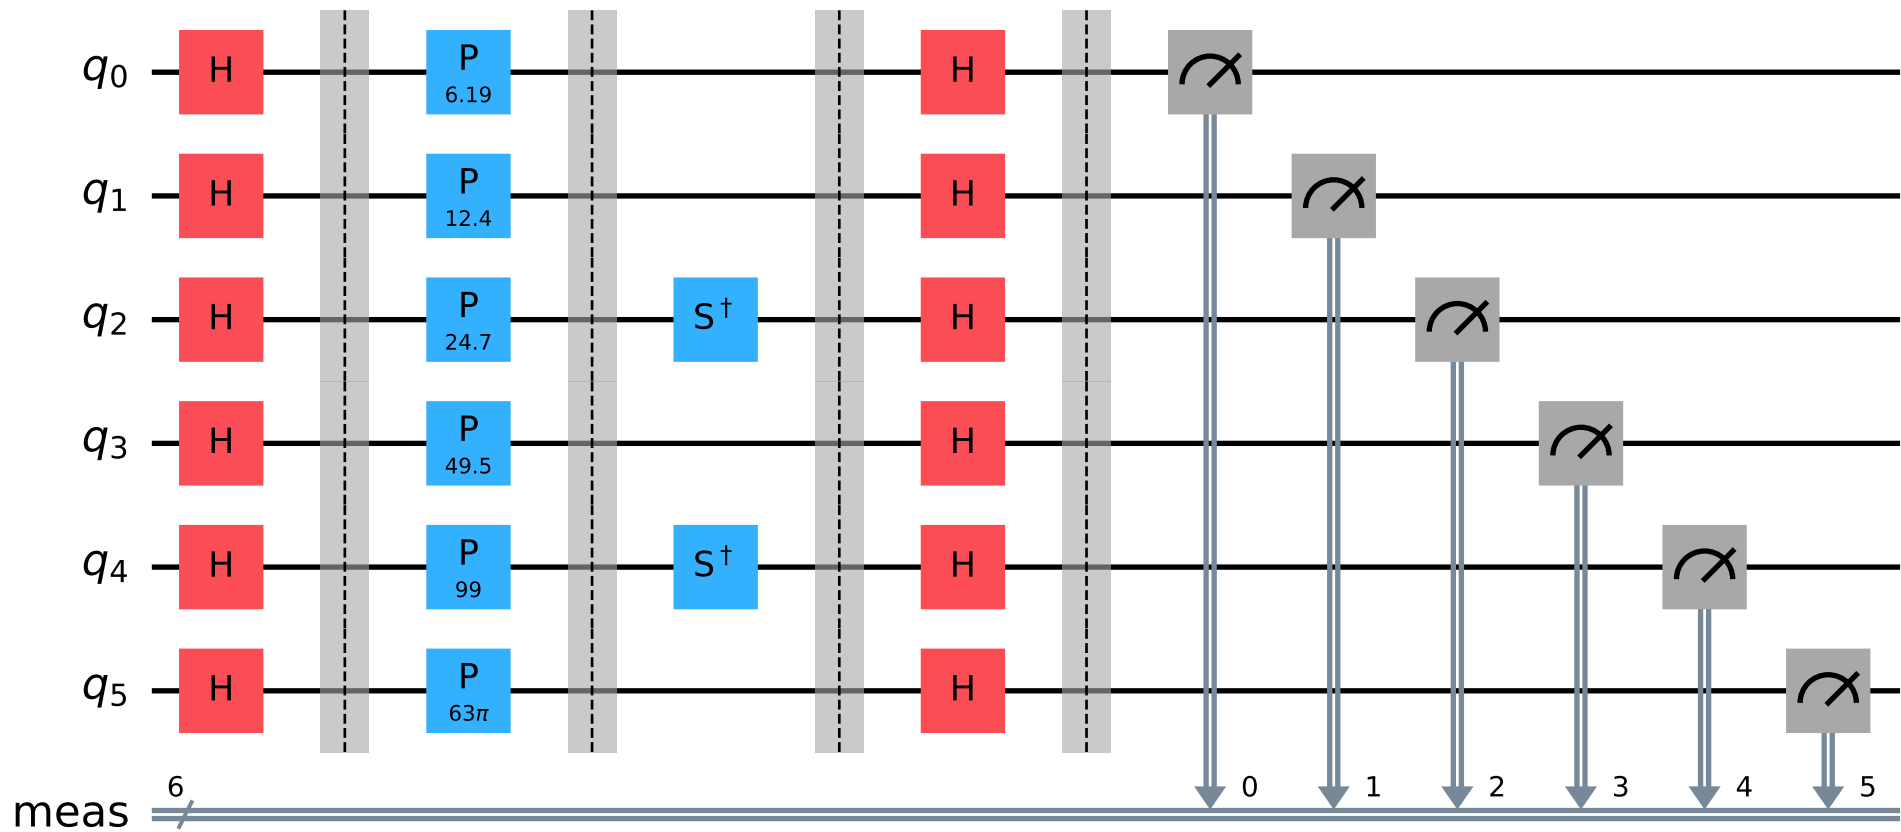 q0 H P 6.19 H
q1 H P 12.4 H
q2 H P 24.7 S† H
q3 H P 49.5 H
q4 H P 99 S† H
q5 H P 63π H
6 0 1 2 3 4 5
meas